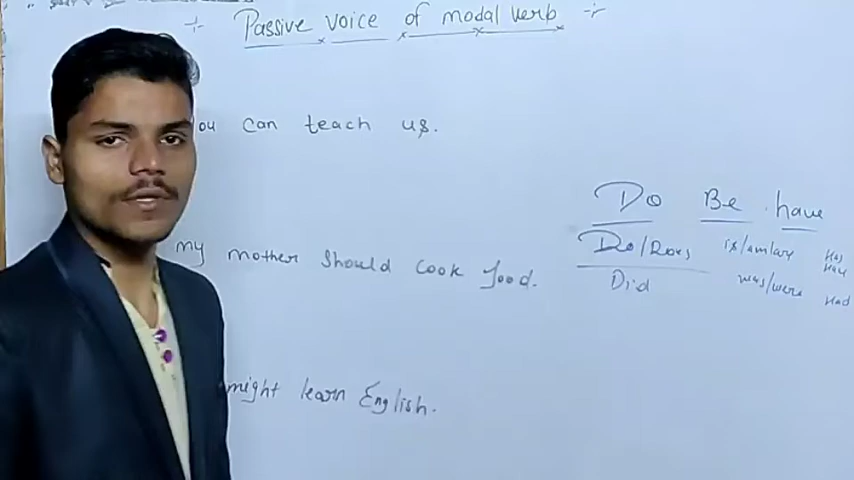 Passive voice of modal verb
ou can teach us.
my mother should cook food.
might learn English.
Do Be have
Do/Does is/am/are Has
Have
Did was/were Had